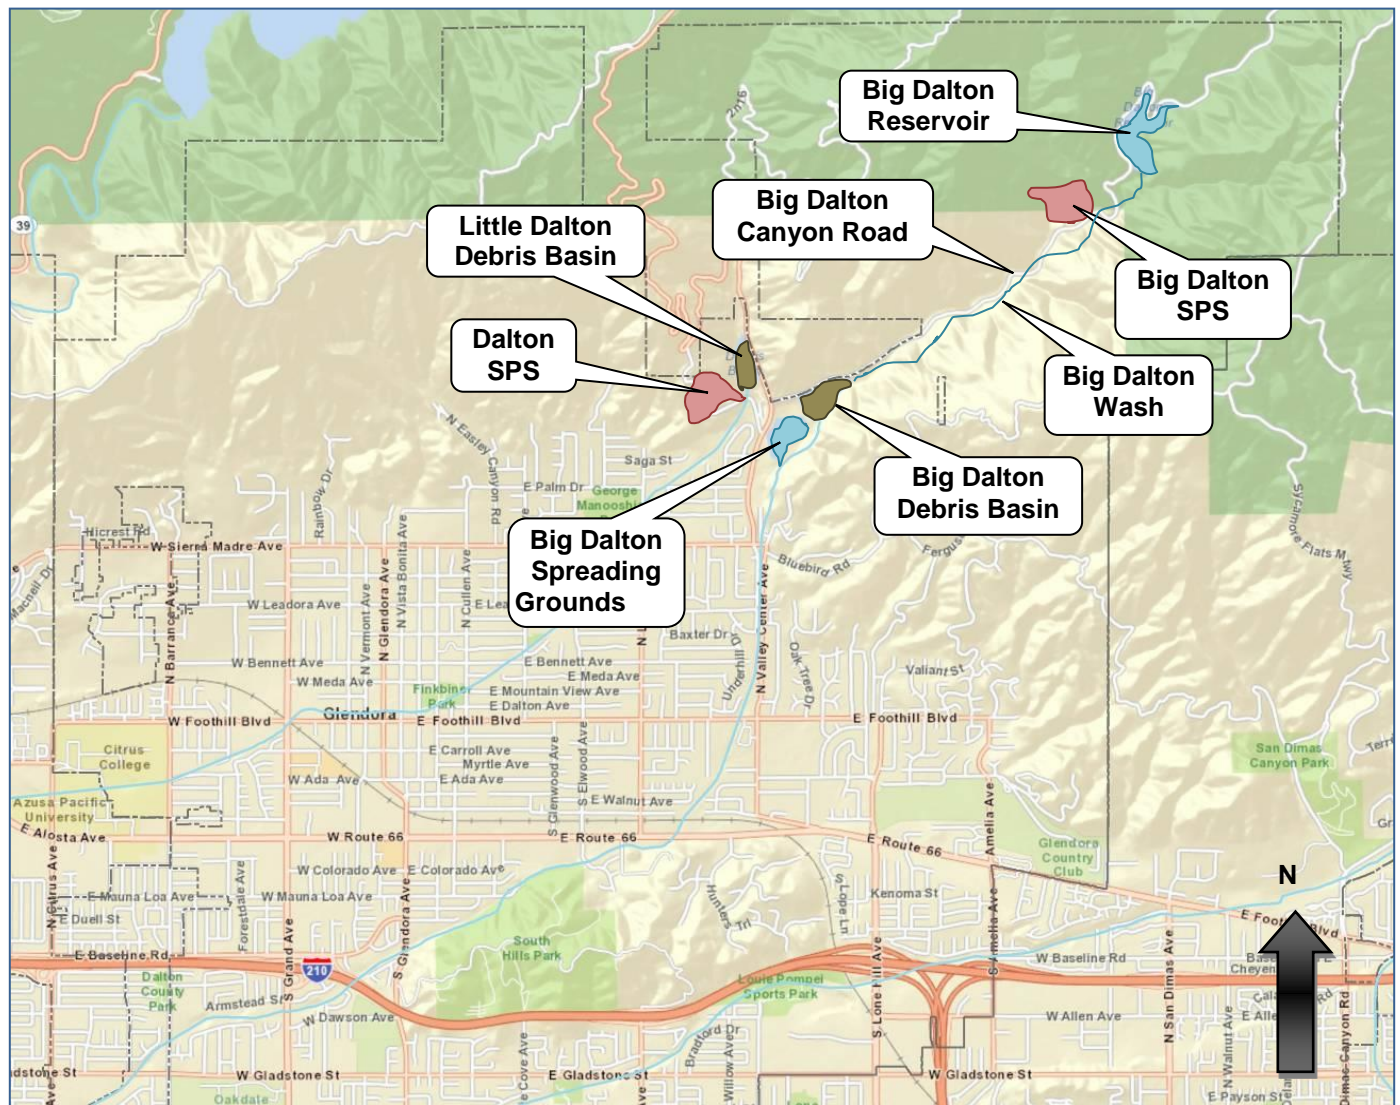 Big Dalton
Reservoir
2n16
39
Big Dalton
Canyon Road
Little Dalton
Debris Basin
Big Dalton
SPS
Dalton
SPS
Big Dalton
Wash
Big Dalton
Debris Basin
Big Dalton
Spreading
Grounds
N Easley Canyon Rd
Saga St
E Palm Dr
George
Rainbow Dr
Hicrest Rd
W Sierra Madre Ave
Macneil Dr
Bluebird Rd
Sycamore Flats Mtwy
W Leadora Ave
N Barranca Ave
N Vermont Ave
N Glendora Ave
N Vista Bonita Ave
N Cullen Ave
N Valley Center Ave
Baxter Dr
Underhill Dr
Oak Tree Dr
Valiant St
W Bennett Ave
E Bennett Ave
E Meda Ave
W Meda Ave
Finkbiner
Park
E Mountain View Ave
E Dalton Ave
Glendora
W Foothill Blvd
E Foothill Blvd
E Foothill Blvd
Citrus
College
E Carroll Ave
Myrtle Ave
W Ada Ave
E Ada Ave
S Glenwood Ave
S Elwood Ave
E Walnut Ave
San Dimas
Canyon Park
Azusa Pacific
University
E Alosta Ave
W Route 66
E Route 66
E Route 66
Amelia Ave
Glendora
Country
Club
W Colorado Ave
E Colorado Ave
E Mauna Loa Ave
W Mauna Loa Ave
E Duell St
N Citrus Ave
Forestdale Ave
S Grand Ave
S Glendora Ave
Hunters Trl
S Lope Ln
Kenoma St
N
E Foothill Blvd
E Baseline Rd
210
South
Hills Park
S Lone Hill Ave
S Amelia Ave
W Baseline Rd
N San Dimas Ave
Dalton
County
Park
Armstead St
W Dawson Ave
Louie Pompei
Sports Park
Bradford Dr
Willow Ave
W Allen Ave
N Walnut Ave
W Gladstone St
E Gladstone St
W Gladstone St
Oakdale
E Payson St